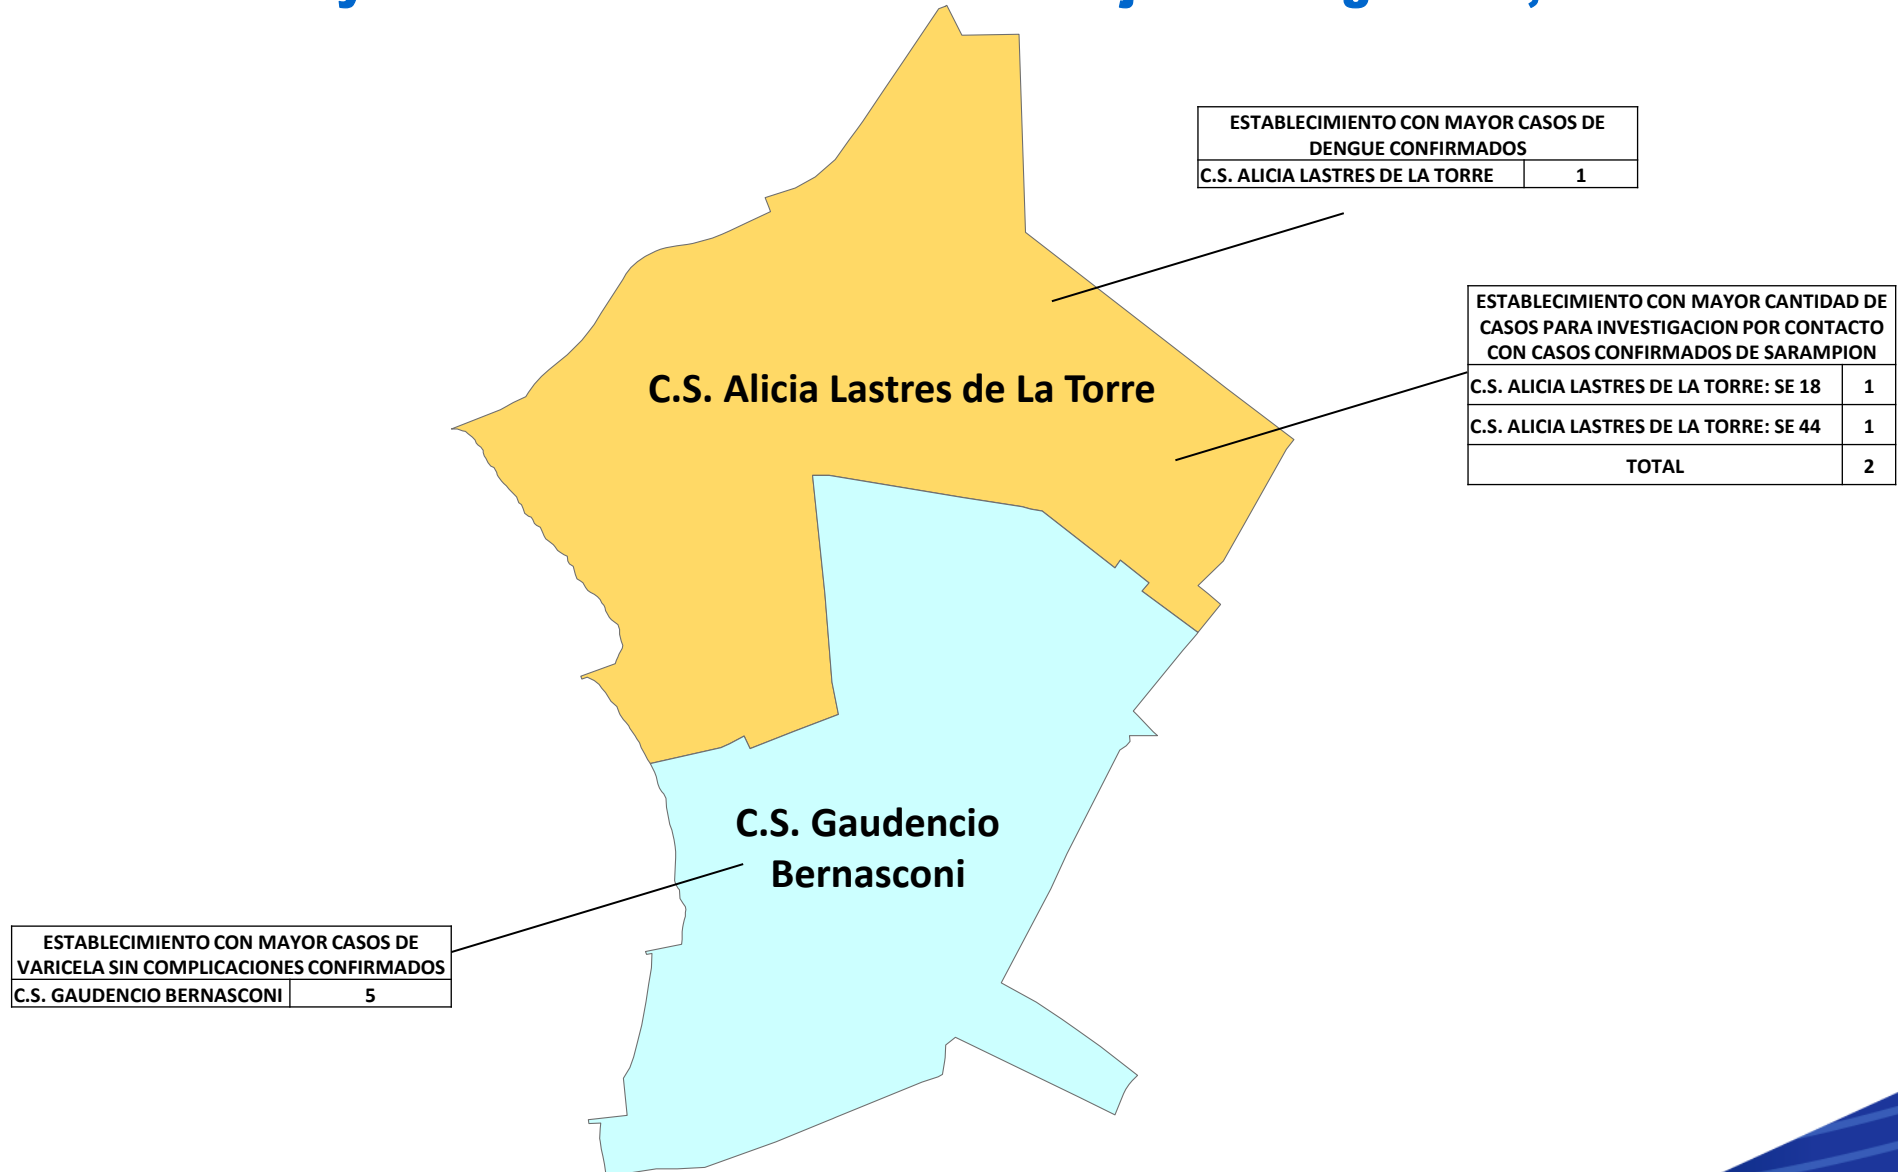 ESTABLECIMIENTO CON MAYOR CASOS DE
DENGUE CONFIRMADOS
C.S. ALICIA LASTRES DE LA TORRE 1
ESTABLECIMIENTO CON MAYOR CANTIDAD DE
CASOS PARA INVESTIGACION POR CONTACTO
CON CASOS CONFIRMADOS DE SARAMPION
C.S. ALICIA LASTRES DE LA TORRE: SE 18 1
C.S. ALICIA LASTRES DE LA TORRE: SE 44 1
TOTAL 2
C.S. Alicia Lastres de La Torre
C.S. Gaudencio
Bernasconi
ESTABLECIMIENTO CON MAYOR CASOS DE
VARICELA SIN COMPLICACIONES CONFIRMADOS
C.S. GAUDENCIO BERNASCONI 5